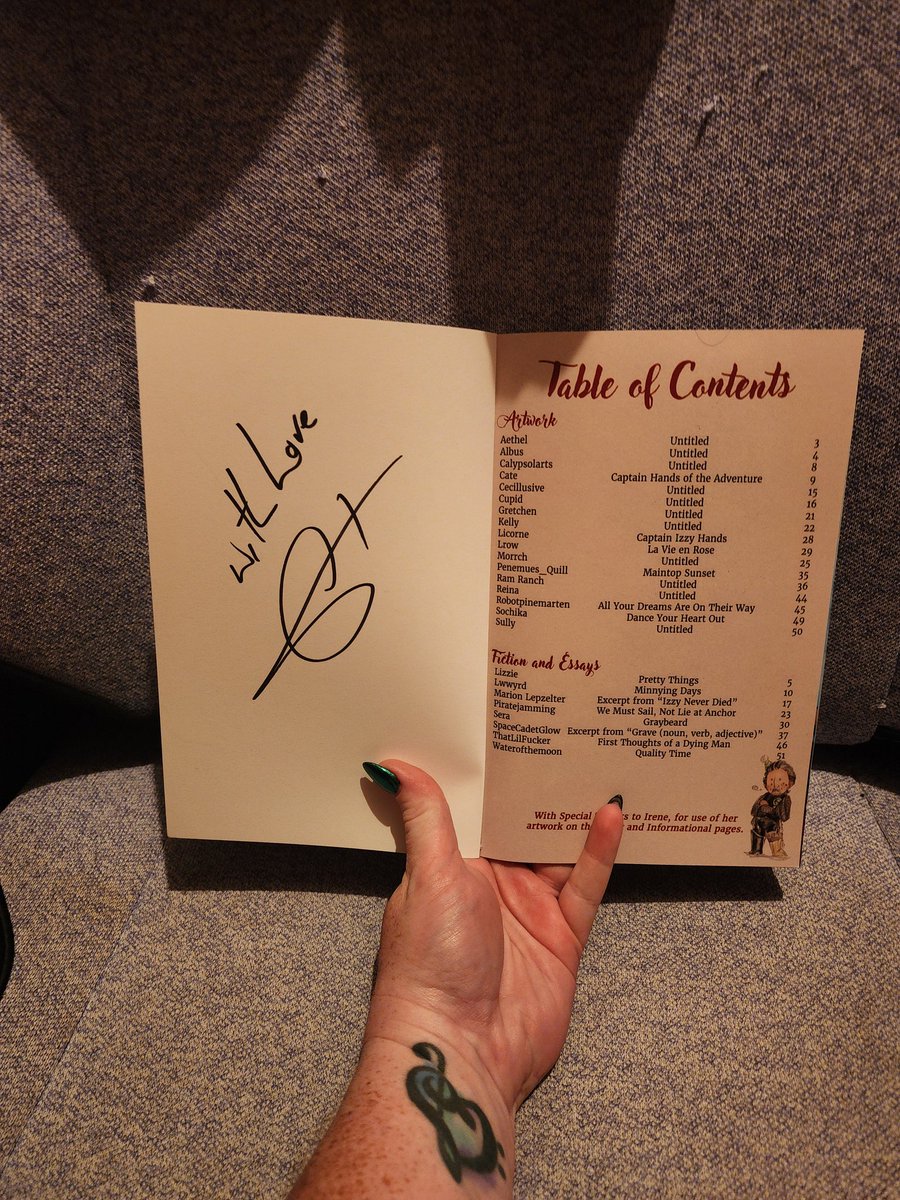 With Love
Table of Contents
Artwork
Aethel Untitled 3
Albus Untitled 4
Calypsoarts Untitled 8
Cate Captain Hands of the Adventure 9
Cecillusive Untitled 15
Cupid Untitled 16
Gretchen Untitled 21
Kelly Untitled 22
Licorne Captain Izzy Hands 28
Lrow La Vie en Rose 29
Morrch Untitled 25
Penemues_Quill Maintop Sunset 35
Ram Ranch Untitled 36
Reina Untitled 44
Robotpinemarten All Your Dreams Are On Their Way 45
Sochika Dance Your Heart Out 49
Sully Untitled 50
Fiction and Essays
Lizzie Pretty Things 5
Lwwyrd Minnying Days 10
Marion Lepzelter Excerpt from "Izzy Never Died" 17
Piratejamming We Must Sail, Not Lie at Anchor 23
Sera Graybeard 30
SpaceCadetGlow Excerpt from "Grave (noun, verb, adjective)" 37
ThatLilFucker First Thoughts of a Dying Man 46
Waterofthemoon Quality Time 51
With Special to Irene, for use of her
artwork on the and Informational pages.